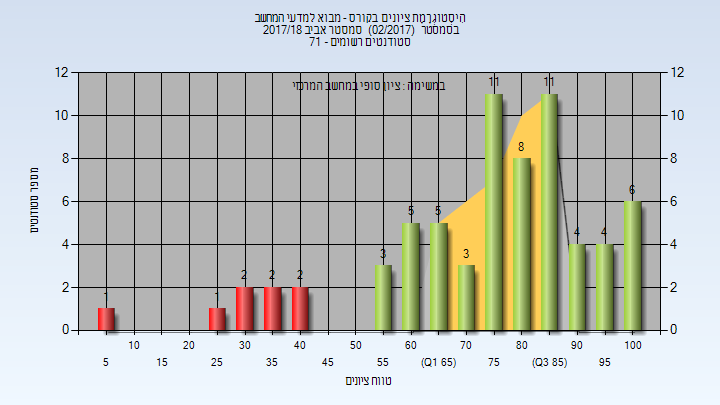 היסטוגרמת ציונים בקורס - מבוא למדעי המחשב
בסמסטר (02/2017) סמסטר אביב 2017/18
סטודנטים רשומים - 71
במשימה : ציון סופי במחשב המרכזי
מספר סטודנטים
12 12
10 10
8 8
6 6
4 4
2 2
0 0
1 1 2 2 2 3 5 5 3 11 8 11 4 4 6
10 20 30 40 50 60 70 80 90 100
5 15 25 35 45 55 (Q1 65) 75 (Q3 85) 95
טווח ציונים